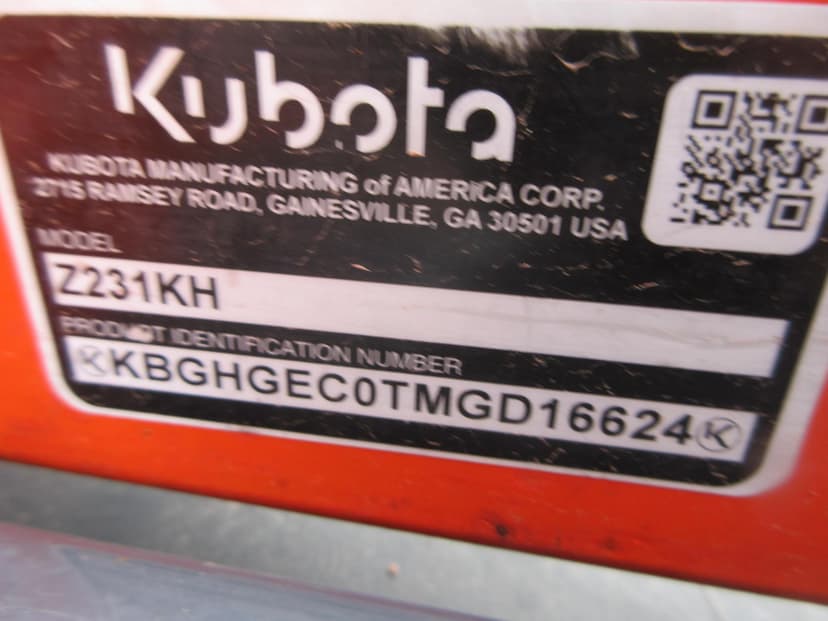 Kubota
KUBOTA MANUFACTURING of AMERICA CORP.
2715 RAMSEY ROAD, GAINESVILLE, GA 30501 USA
MODEL
Z231KH
PRODUCT IDENTIFICATION NUMBER
KKBGHGEC0TMGD16624K